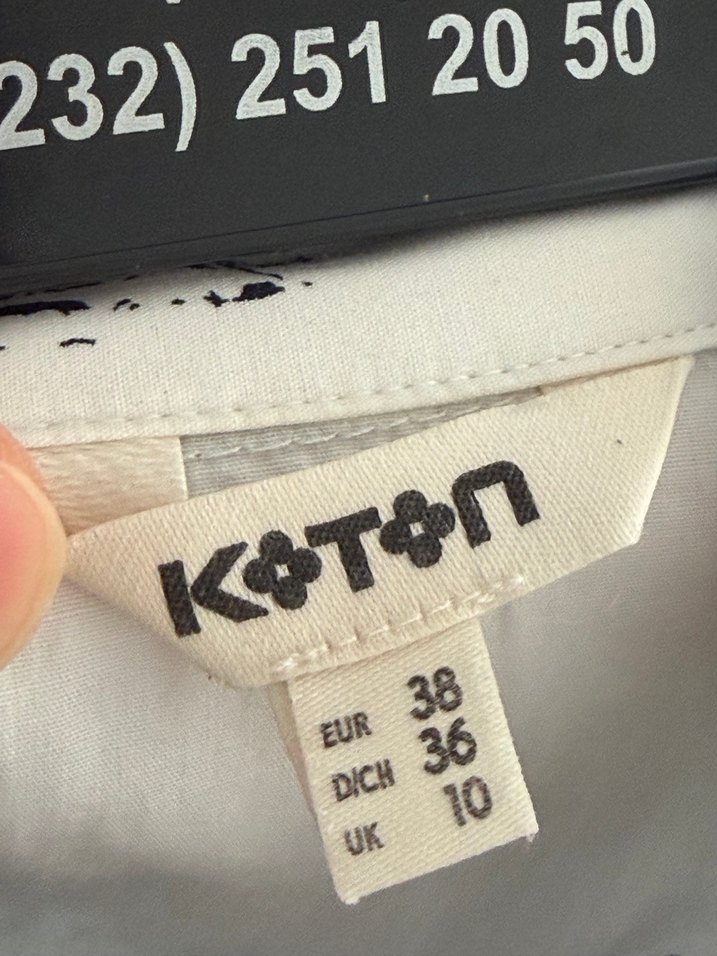 232) 251 20 50
KOTON
EUR 38
D/CH 36
UK 10